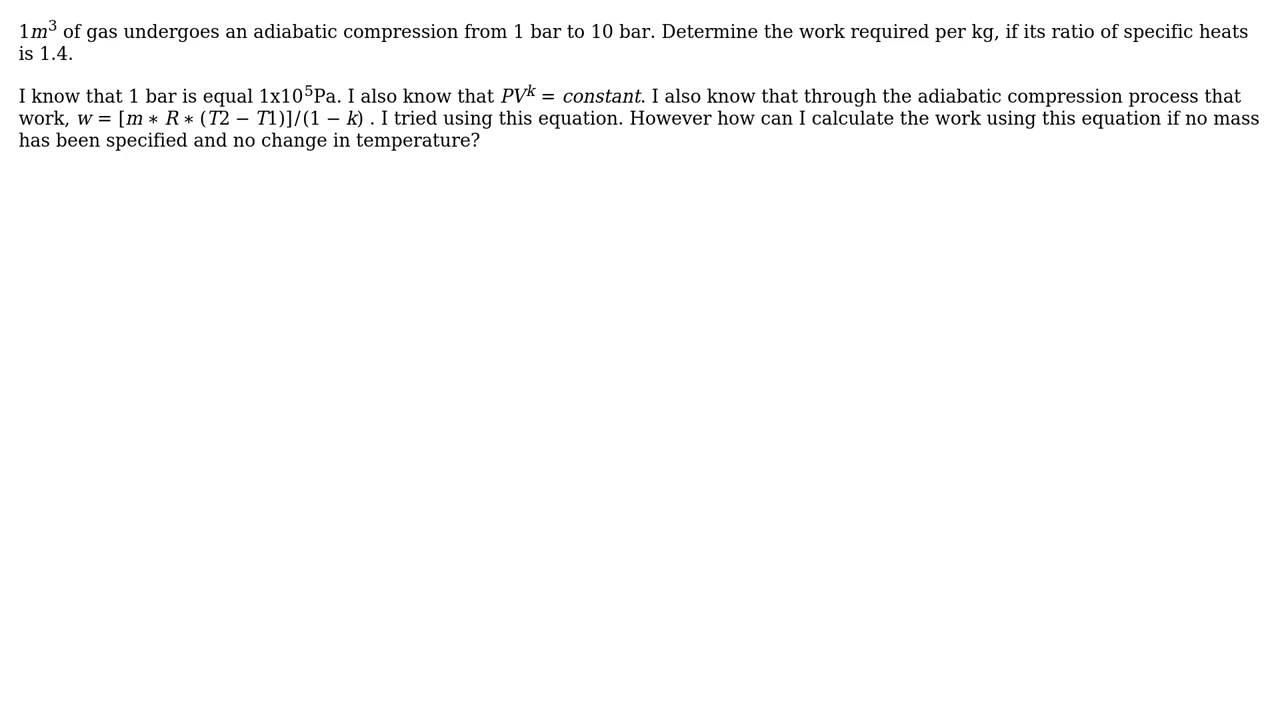 1m³ of gas undergoes an adiabatic compression from 1 bar to 10 bar. Determine the work required per kg, if its ratio of specific heats
is 1.4.
I know that 1 bar is equal 1x10⁵Pa. I also know that PVᵏ = constant. I also know that through the adiabatic compression process that
work, w = [m ∗ R ∗ (T2 − T1)]/(1 − k) . I tried using this equation. However how can I calculate the work using this equation if no mass
has been specified and no change in temperature?